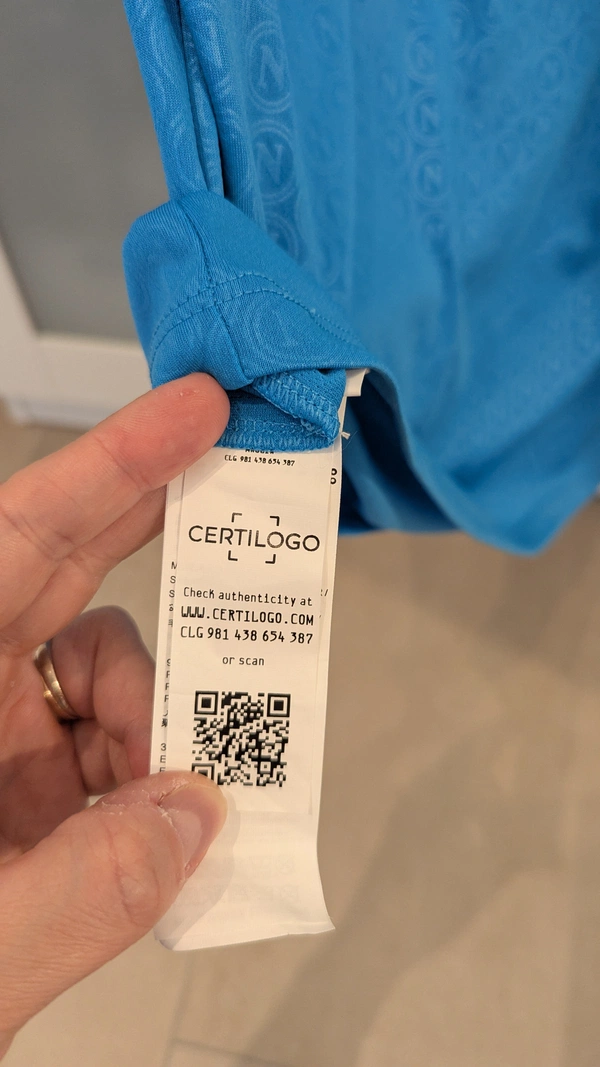 CLG 981 438 654 387
CERTILOGO
Check authenticity at
WWW.CERTILOGO.COM
CLG 981 438 654 387
or scan